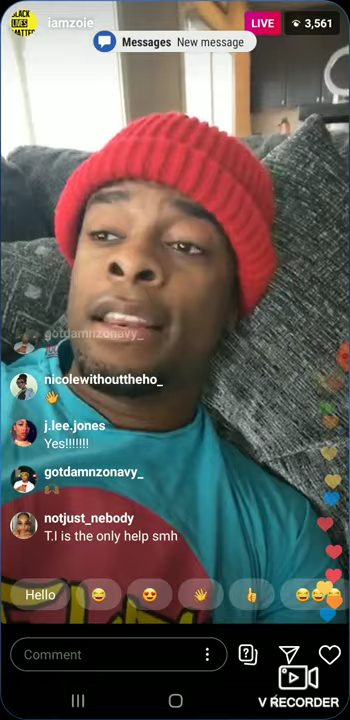 BLACK
LIVES
MATTER
iamzoie
LIVE
3,561
Messages New message
gotdamnzonavy_
nicolewithouttheho_
👋
j.lee.jones
Yes!!!!!!!
gotdamnzonavy_
🙌
notjust_nobody
T.I is the only help smh
Hello
Comment
V RECORDER